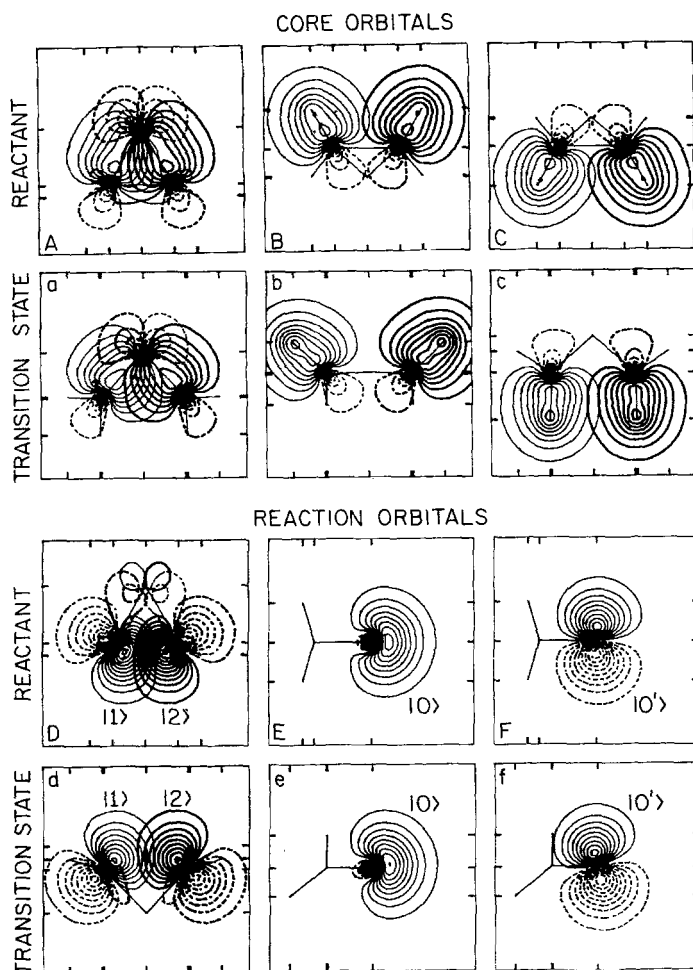 CORE ORBITALS
REACTANT
A
B
C
TRANSITION STATE
a
b
c
REACTION ORBITALS
REACTANT
|1> |2>
D
|0>
E
|0'>
F
TRANSITION STATE
d
|1> |2>
e
|0>
f
|0'>